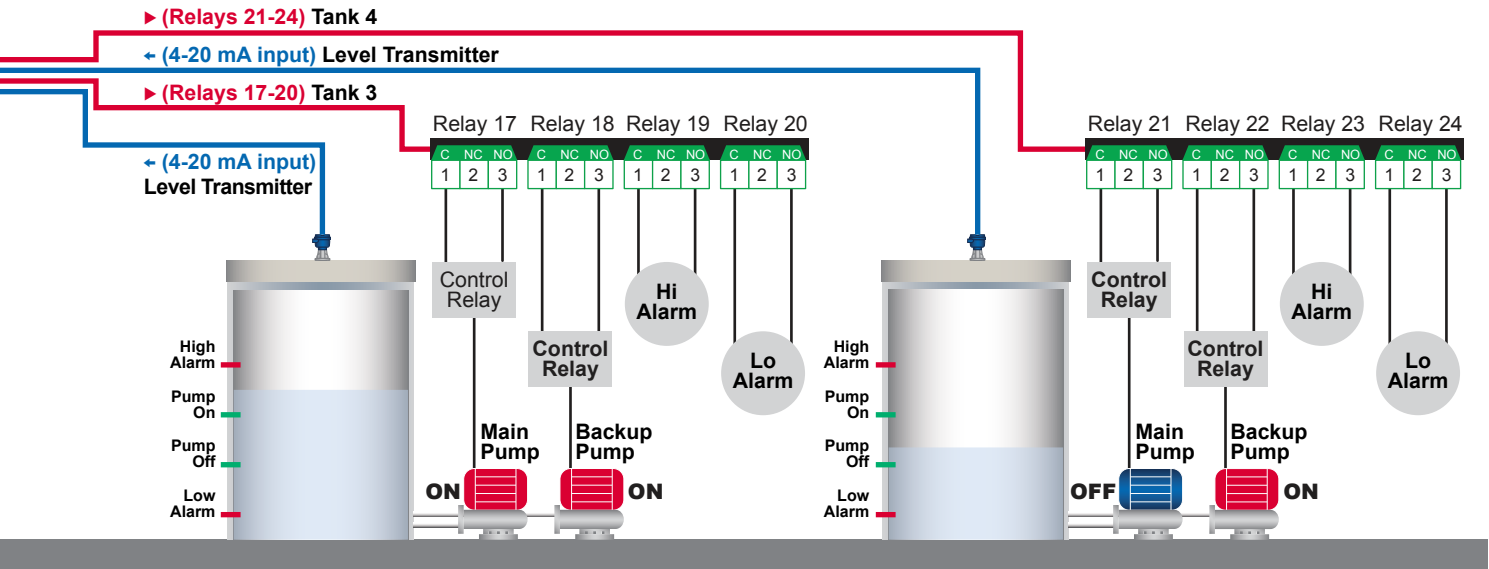 ▶ (Relays 21-24) Tank 4
← (4-20 mA input) Level Transmitter
▶ (Relays 17-20) Tank 3
← (4-20 mA input)
Level Transmitter
Relay 17 Relay 18 Relay 19 Relay 20
C NC NO C NC NO C NC NO C NC NO
1 2 3 1 2 3 1 2 3 1 2 3
Control
Relay
Control
Relay
Hi
Alarm
Lo
Alarm
High
Alarm
Pump
On
Pump
Off
Low
Alarm
Main
Pump
Backup
Pump
ON
ON
Relay 21 Relay 22 Relay 23 Relay 24
C NC NO C NC NO C NC NO C NC NO
1 2 3 1 2 3 1 2 3 1 2 3
Control
Relay
Control
Relay
Hi
Alarm
Lo
Alarm
High
Alarm
Pump
On
Pump
Off
Low
Alarm
Main
Pump
Backup
Pump
OFF
ON